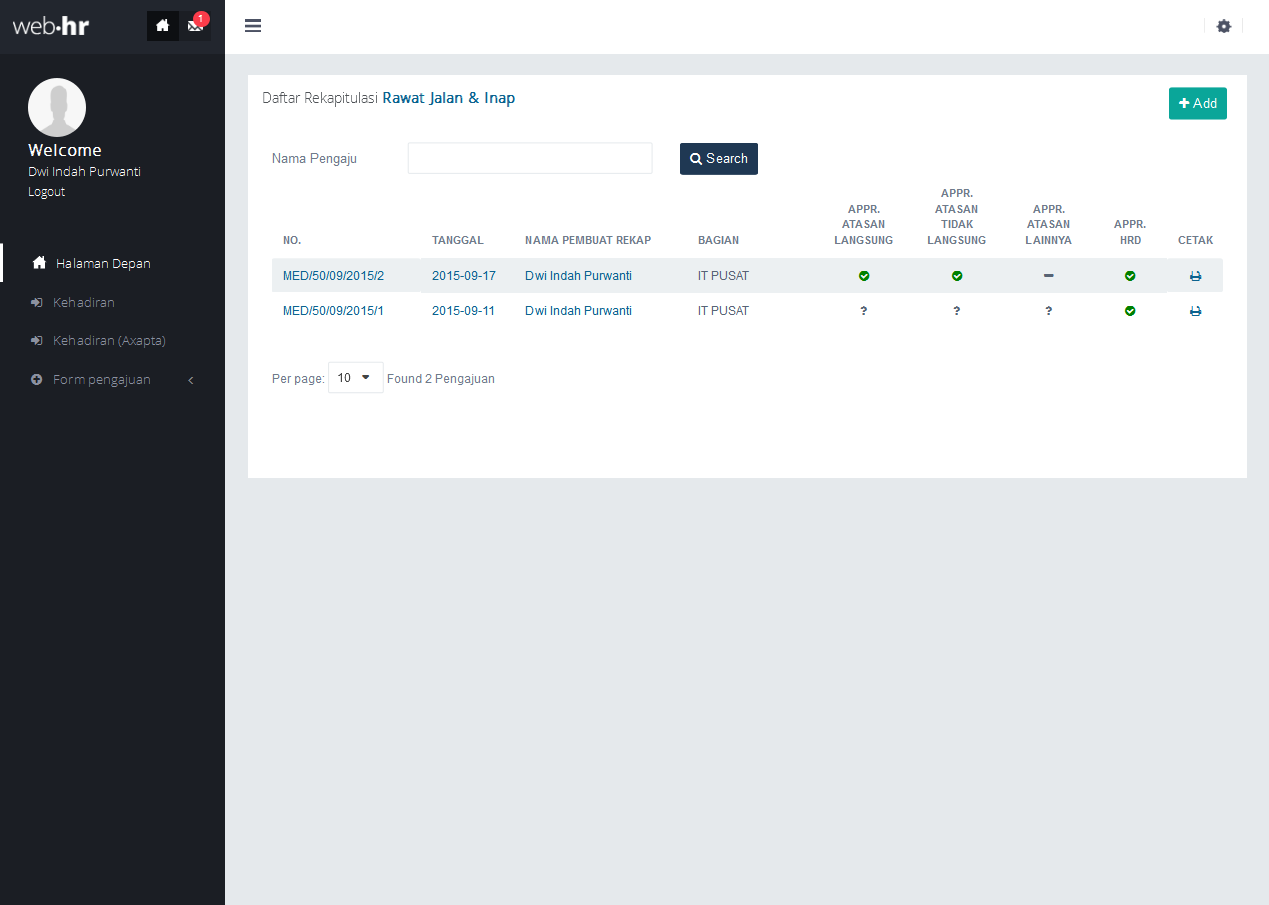 web·hr
1
Welcome
Dwi Indah Purwanti
Logout
Halaman Depan
Kehadiran
Kehadiran (Axapta)
Form pengajuan
Daftar Rekapitulasi Rawat Jalan & Inap
Add
Nama Pengaju
Search
NO. TANGGAL NAMA PEMBUAT REKAP BAGIAN APPR. ATASAN LANGSUNG APPR. ATASAN TIDAK LANGSUNG APPR. ATASAN LAINNYA APPR. HRD CETAK
MED/50/09/2015/2 2015-09-17 Dwi Indah Purwanti IT PUSAT
MED/50/09/2015/1 2015-09-11 Dwi Indah Purwanti IT PUSAT ? ? ?
Per page: 10 Found 2 Pengajuan